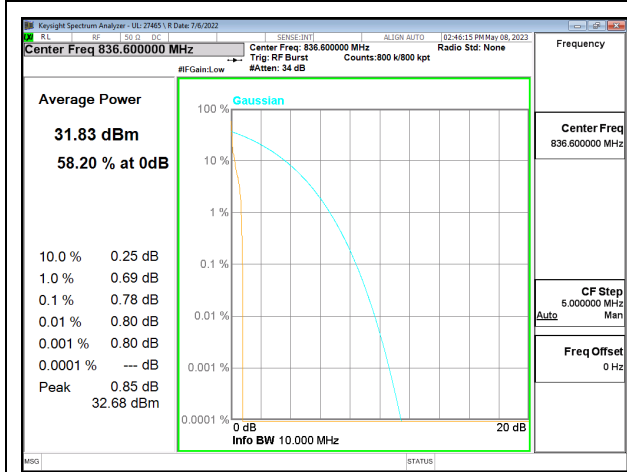 Keysight Spectrum Analyzer - UL: 27465 \ R Date: 7/6/2022
RL RF 50 Ω DC SENSE:INT ALIGN AUTO 02:46:15 PM May 08, 2023
Center Freq 836.600000 MHz
Center Freq: 836.600000 MHz Radio Std: None
Trig: RF Burst Counts:800 k/800 kpt
#IFGain:Low #Atten: 34 dB
Frequency
Average Power
31.83 dBm
58.20 % at 0dB
10.0 % 0.25 dB
1.0 % 0.69 dB
0.1 % 0.78 dB
0.01 % 0.80 dB
0.001 % 0.80 dB
0.0001 % --- dB
Peak 0.85 dB
32.68 dBm
Gaussian
100 %
10 %
1 %
0.1 %
0.01 %
0.001 %
0.0001 %
0 dB 20 dB
Info BW 10.000 MHz
Center Freq
836.600000 MHz
CF Step
5.000000 MHz
Auto Man
Freq Offset
0 Hz
MSG STATUS